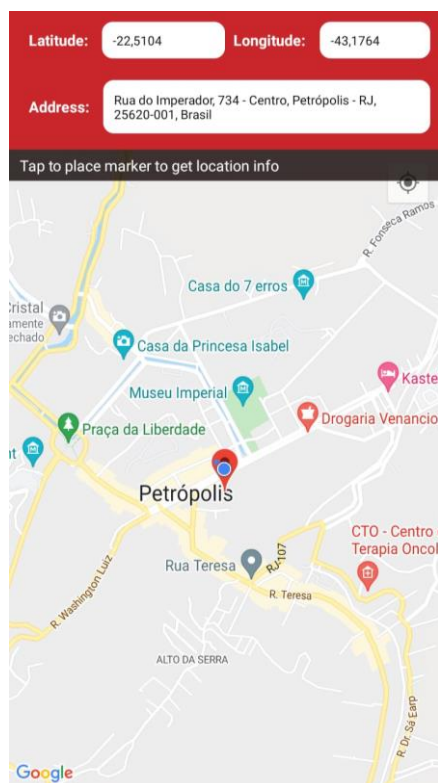 Latitude: -22,5104 Longitude: -43,1764
Address: Rua do Imperador, 734 - Centro, Petrópolis - RJ,
25620-001, Brasil
Tap to place marker to get location info
R. Fonseca Ramos
Casa do 7 erros
Cristal
amente
echado
Casa da Princesa Isabel
Museu Imperial
Kaste
Drogaria Venancio
Praça da Liberdade
nt
Petrópolis
CTO - Centro
Terapia Oncol
Rua Teresa
RJ-107
R. Teresa
R. Washington Luiz
ALTO DA SERRA
R. Dr. Sá Earp
Google